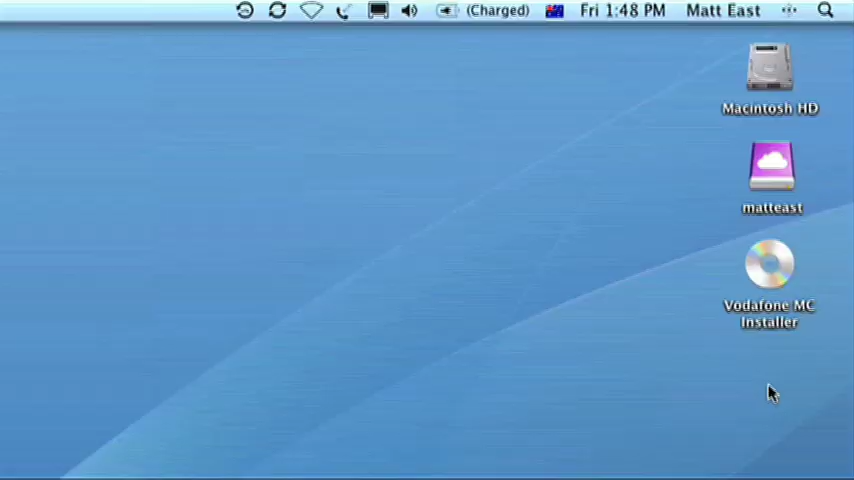 (Charged) Fri 1:48 PM Matt East
Macintosh HD
matteast
Vodafone MC
Installer